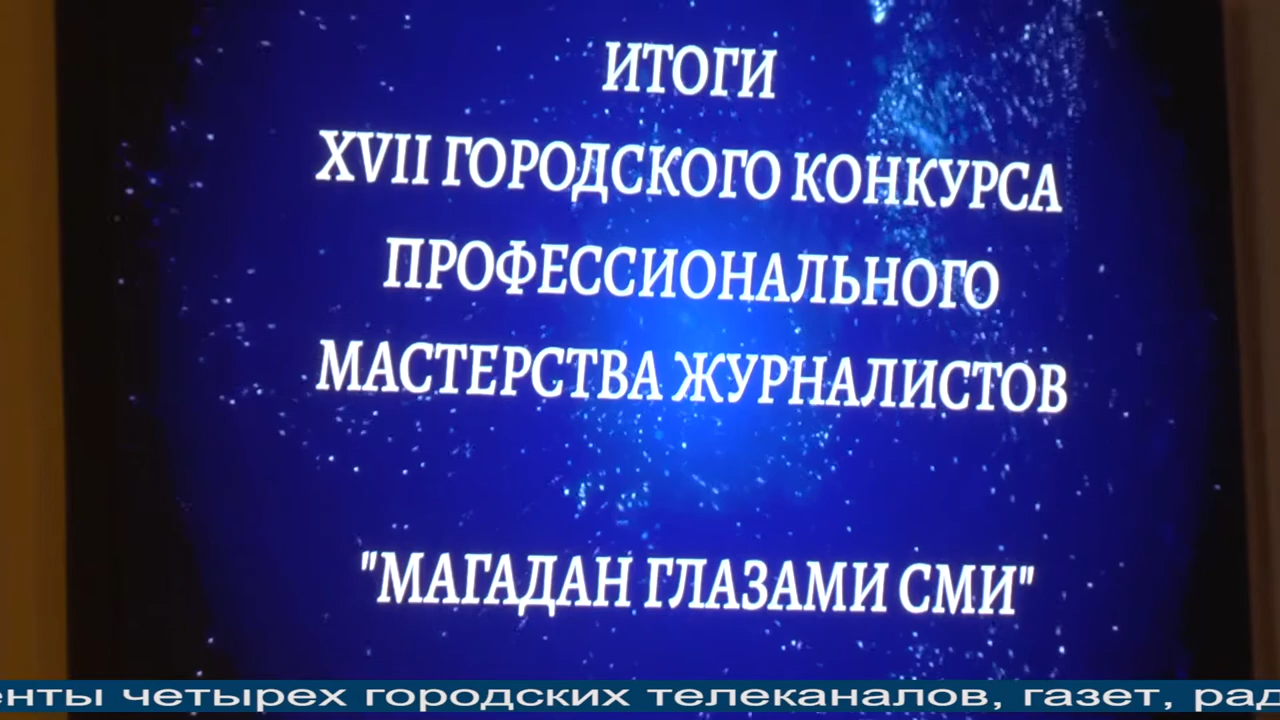 ИТОГИ
XVII ГОРОДСКОГО КОНКУРСА
ПРОФЕССИОНАЛЬНОГО
МАСТЕРСТВА ЖУРНАЛИСТОВ
"МАГАДАН ГЛАЗАМИ СМИ"
четырех городских телеканалов, газет,